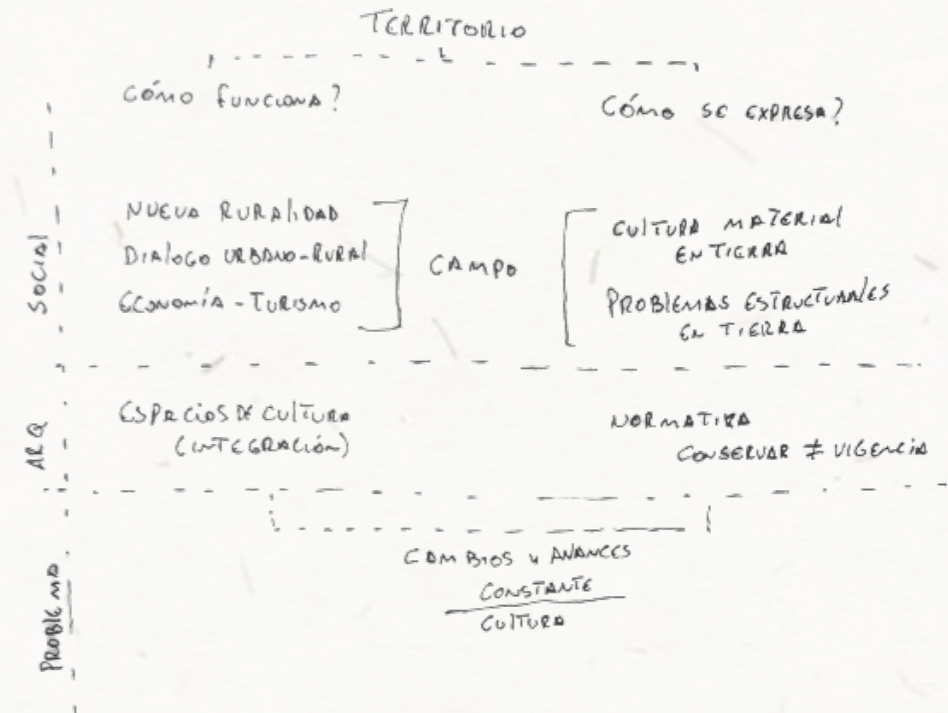 TERRITORIO
CÓMO FUNCIONA?
CÓMO SE EXPRESA?
SOCIAL
NUEVA RURALIDAD
DIALOGO URBANO-RURAL
ECONOMÍA - TURISMO
CAMPO
CULTURA MATERIAL
EN TIERRA
PROBLEMAS ESTRUCTURALES
EN TIERRA
ARQ
ESPACIOS DE CULTURA
(INTEGRACIÓN)
NORMATIVA
CONSERVAR ≠ VIGENCIA
PROBLEMA
CAMBIOS Y AVANCES
CONSTANTE
CULTURA